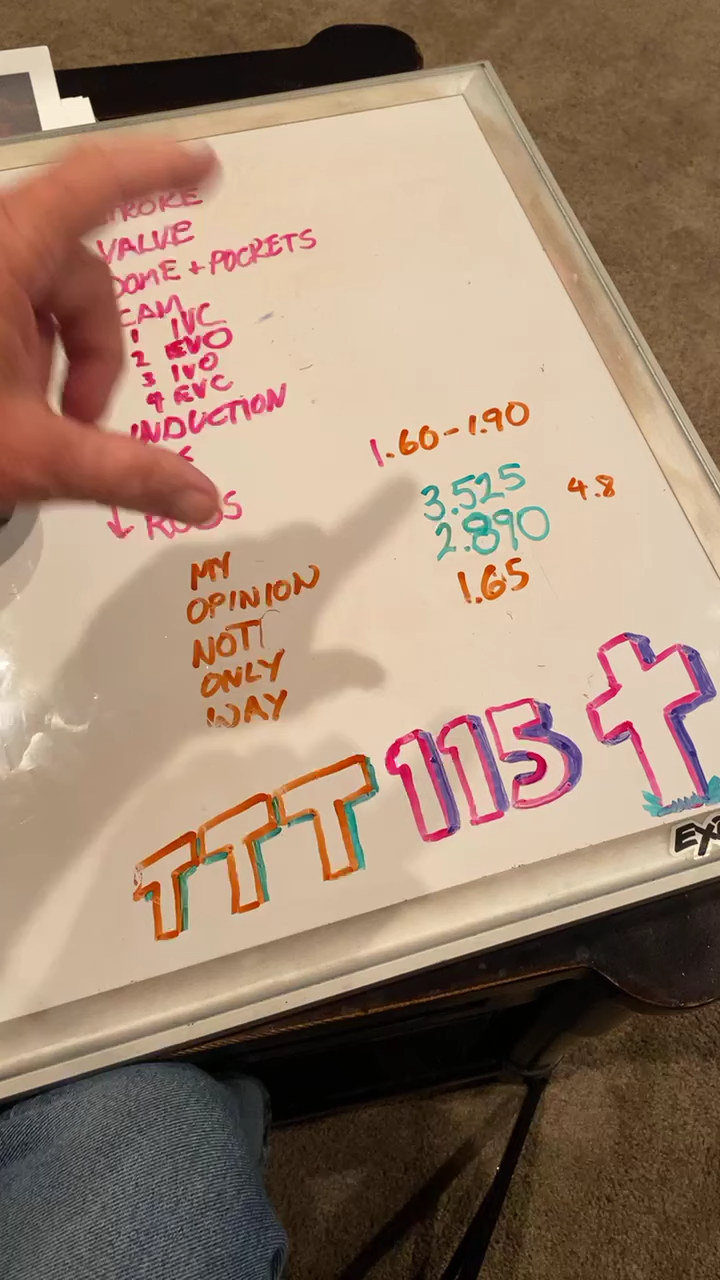 VALVE
DOME + POCKETS
CAM
1 IVC
2 EVO
3 IVO
4 EVC
INDUCTION
1.60-1.90
3.525
4.8
2.890
1.65
MY
OPINION
NOT
ONLY
WAY
TTT 115